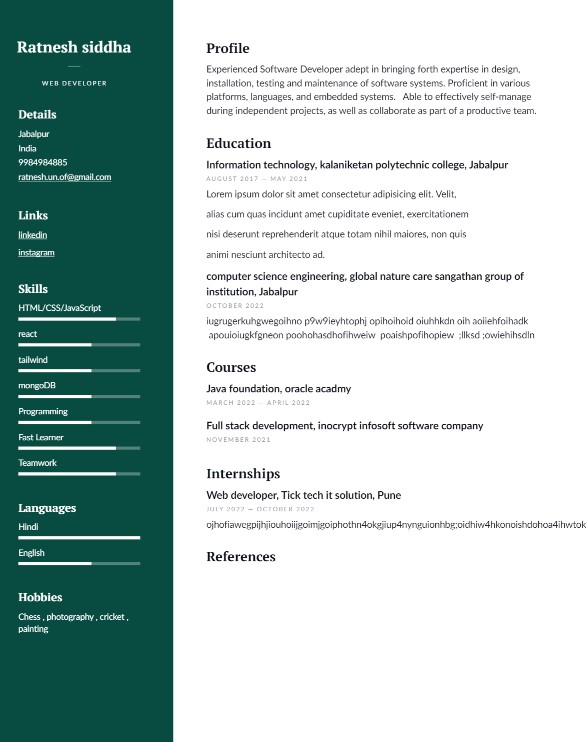 Ratnesh siddha
WEB DEVELOPER
Details
Jabalpur
India
9984984885
ratnesh.un.of@gmail.com
Links
linkedin
instagram
Skills
HTML/CSS/JavaScript
react
tailwind
mongoDB
Programming
Fast Learner
Teamwork
Languages
Hindi
English
Hobbies
Chess , photography , cricket ,
painting
Profile
Experienced Software Developer adept in bringing forth expertise in design,
installation, testing and maintenance of software systems. Proficient in various
platforms, languages, and embedded systems.   Able to effectively self-manage
during independent projects, as well as collaborate as part of a productive team.
Education
Information technology, kalaniketan polytechnic college, Jabalpur
AUGUST 2017 — MAY 2021
Lorem ipsum dolor sit amet consectetur adipisicing elit. Velit,
alias cum quas incidunt amet cupiditate eveniet, exercitationem
nisi deserunt reprehenderit atque totam nihil maiores, non quis
animi nesciunt architecto ad.
computer science engineering, global nature care sangathan group of
institution, Jabalpur
OCTOBER 2022
iugrugerkuhgwegoihno p9w9ieyhtophj opihoihoid oiuhhkdn oih aoiiehfoihadk
apouioiugkfgneon poohohasdhofihweiw  poaishpofihopiew  ;llksd ;owiehihsdln
Courses
Java foundation, oracle acadmy
MARCH 2022 — APRIL 2022
Full stack development, inocrypt infosoft software company
NOVEMBER 2021
Internships
Web developer, Tick tech it solution, Pune
JULY 2022 — OCTOBER 2022
ojhofiawegpijhjiouhoiijgoimjgoiphothn4okgjiup4nynguionhbg;oidhiw4hkonoishdohoa4ihwtok
References